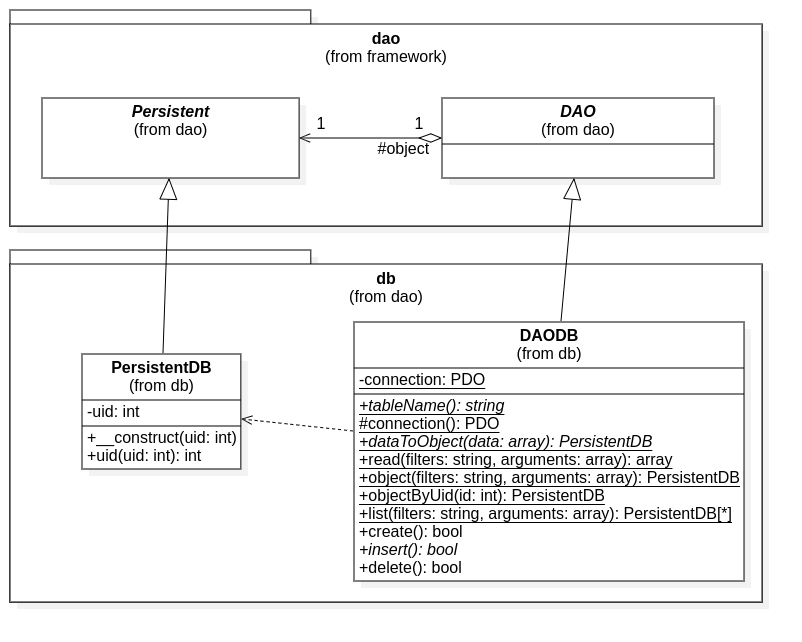 dao
(from framework)
Persistent
(from dao)
1
1
#object
DAO
(from dao)
db
(from dao)
PersistentDB
(from db)
-uid: int
+__construct(uid: int)
+uid(uid: int): int
DAODB
(from db)
-connection: PDO
+tableName(): string
#connection(): PDO
+dataToObject(data: array): PersistentDB
+read(filters: string, arguments: array): array
+object(filters: string, arguments: array): PersistentDB
+objectByUid(id: int): PersistentDB
+list(filters: string, arguments: array): PersistentDB[*]
+create(): bool
+insert(): bool
+delete(): bool